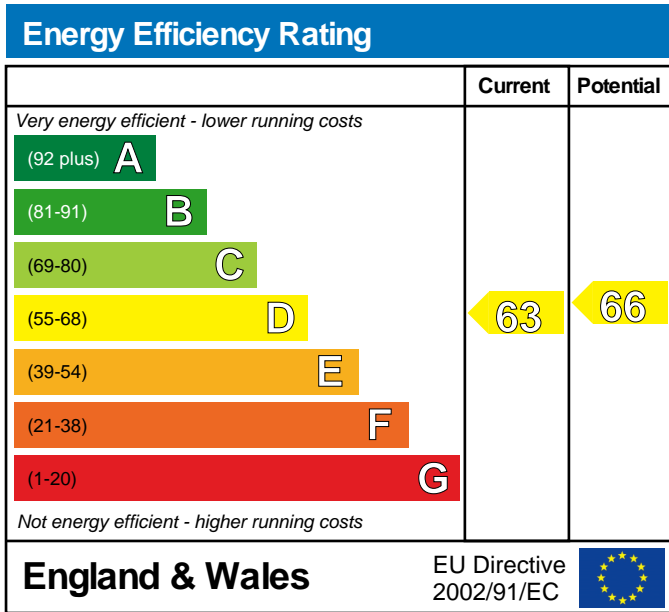 Energy Efficiency Rating
Current Potential
Very energy efficient - lower running costs
(92 plus) A
(81-91) B
(69-80) C
(55-68) D 63 66
(39-54) E
(21-38) F
(1-20) G
Not energy efficient - higher running costs
England & Wales
EU Directive
2002/91/EC